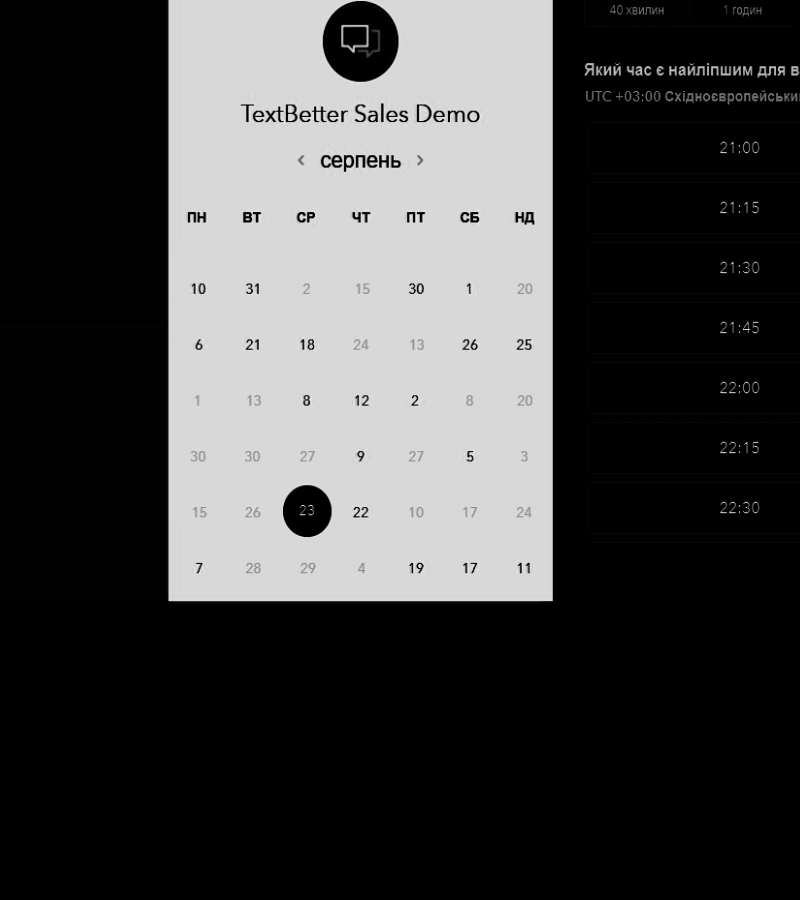 TextBetter Sales Demo
‹ серпень ›
ПН ВТ СР ЧТ ПТ СБ НД
10 31 2 15 30 1 20
6 21 18 24 13 26 25
1 13 8 12 2 8 20
30 30 27 9 27 5 3
15 26 23 22 10 17 24
7 28 29 4 19 17 11
40 хвилин 1 годин
Який час є найліпшим для в
UTC +03:00 Східноєвропейськи
21:00
21:15
21:30
21:45
22:00
22:15
22:30